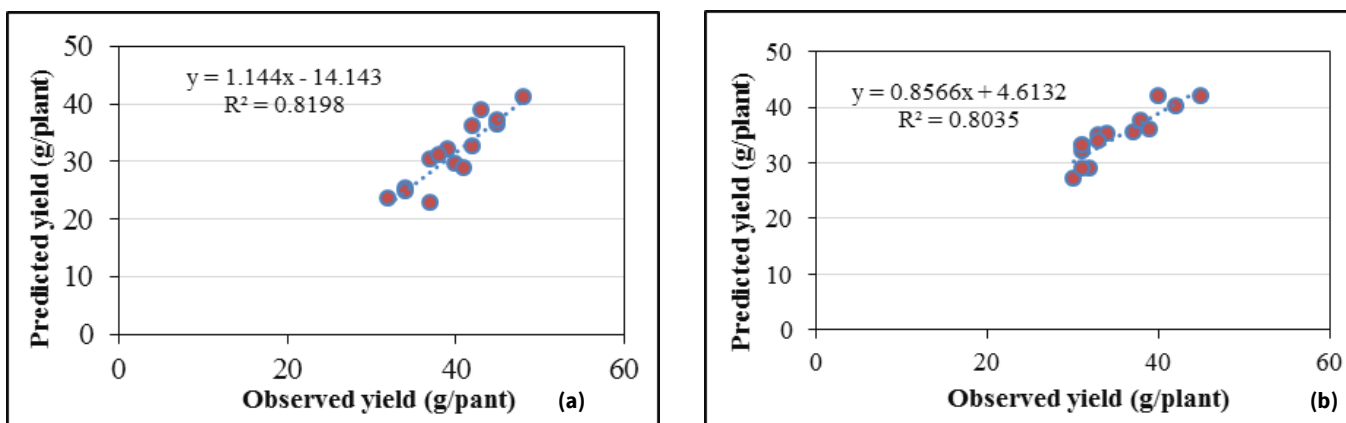 50
40
30
20
10
0
Predicted yield (g/plant)
y = 1.144x - 14.143
R² = 0.8198
0 20 40 60
Observed yield (g/pant) (a)
50
40
30
20
10
0
Predicted yield (g/plant)
y = 0.8566x + 4.6132
R² = 0.8035
0 20 40 60
Observed yield (g/plant) (b)